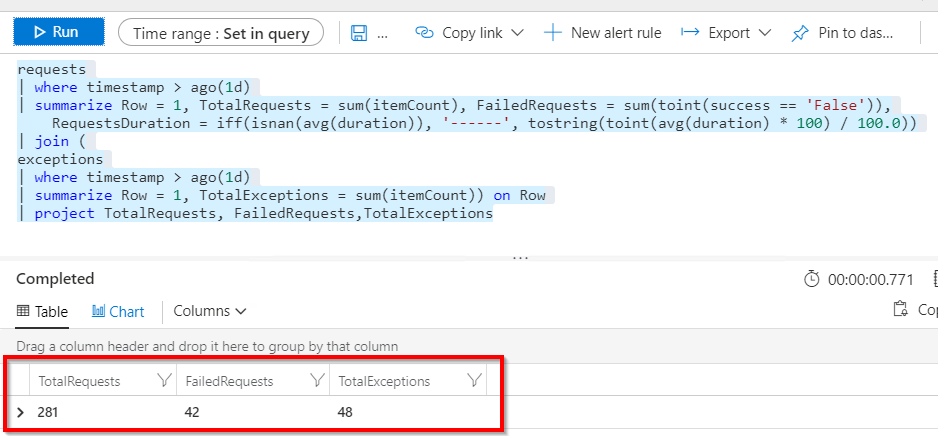 Run
Time range : Set in query
...
Copy link
New alert rule
Export
Pin to das...
requests
| where timestamp > ago(1d)
| summarize Row = 1, TotalRequests = sum(itemCount), FailedRequests = sum(toint(success == 'False')),
RequestsDuration = iff(isnan(avg(duration)), '------', tostring(toint(avg(duration) * 100) / 100.0))
| join (
exceptions
| where timestamp > ago(1d)
| summarize Row = 1, TotalExceptions = sum(itemCount)) on Row
| project TotalRequests, FailedRequests,TotalExceptions
...
Completed
00:00:00.771
Table
Chart
Columns
Cop
Drag a column header and drop it here to group by that column
TotalRequests FailedRequests TotalExceptions
281 42 48